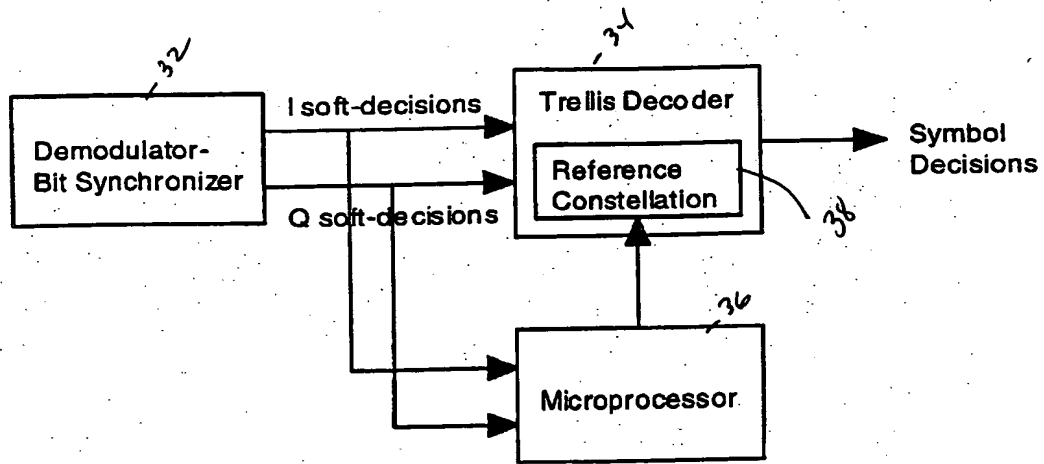 32
34
I soft-decisions
Trellis Decoder
Demodulator-
Bit Synchronizer
Reference
Constellation
Symbol
Decisions
Q soft-decisions
38
36
Microprocessor